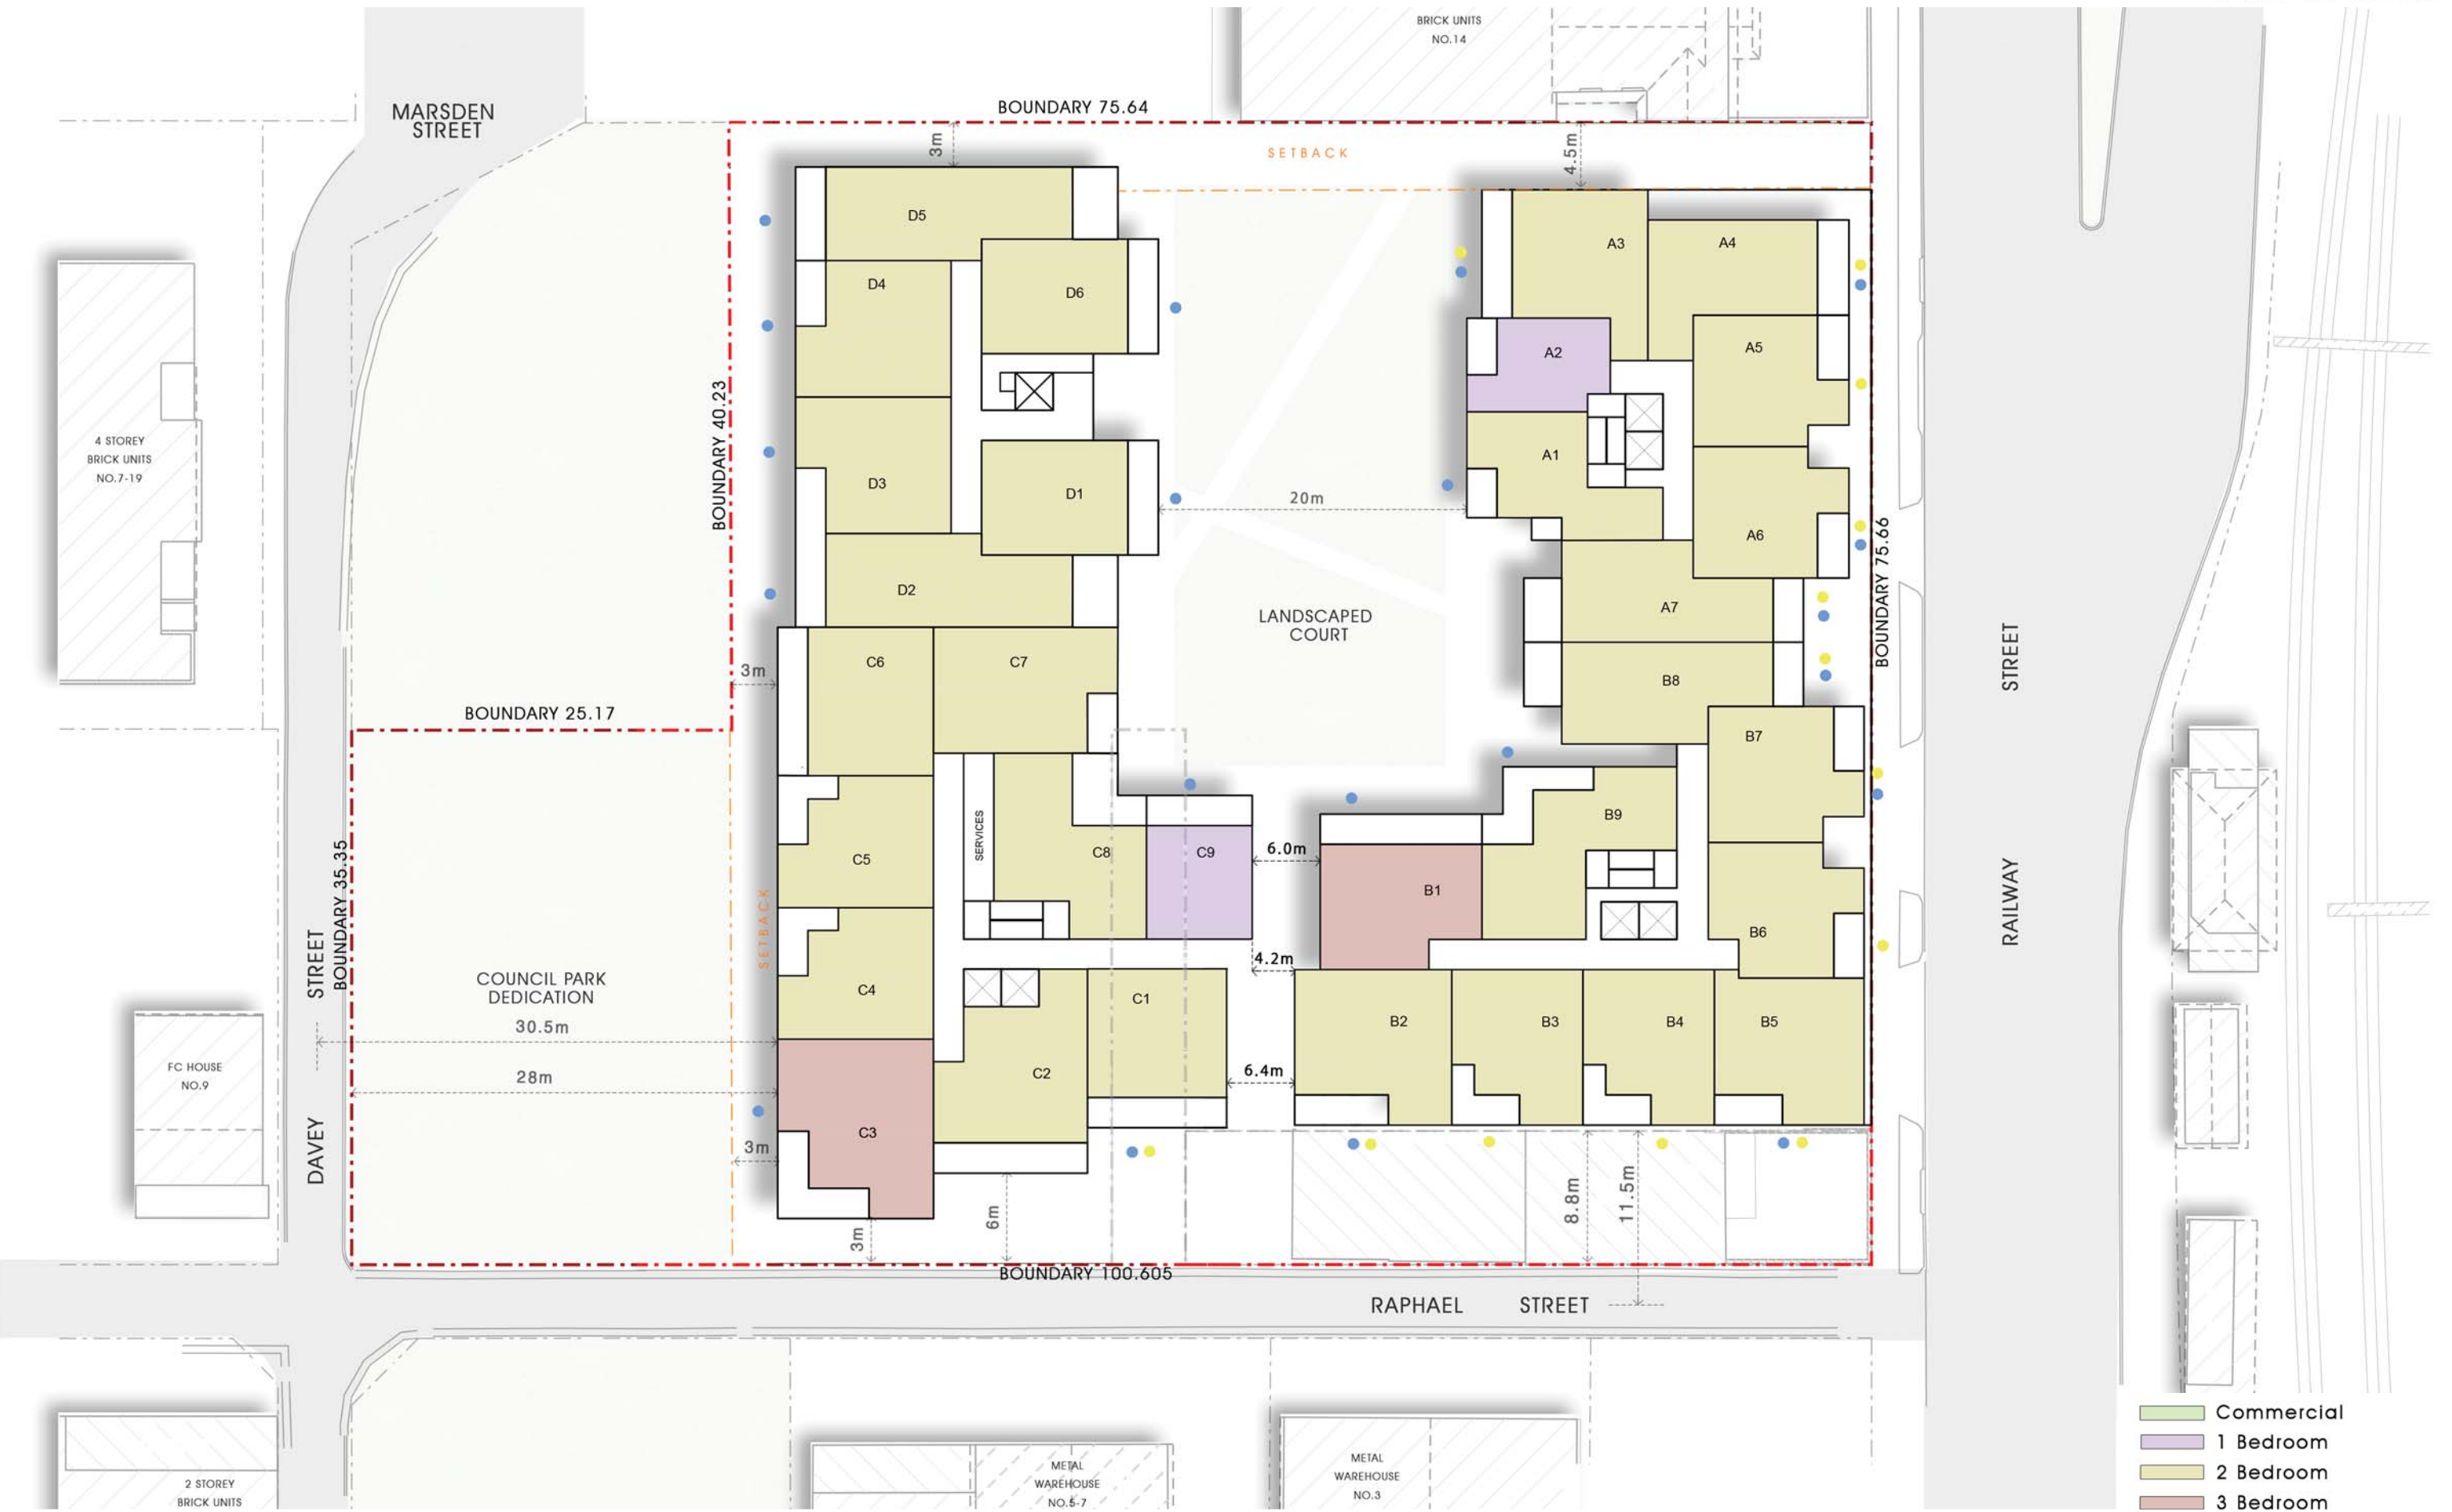 BRICK UNITS
NO.14
MARSDEN
STREET
BOUNDARY 75.64
3m
4.5m
SETBACK
D5
D4
D6
D3
D1
D2
A3
A4
A2
A5
A1
A6
A7
4 STOREY
BRICK UNITS
NO.7-19
BOUNDARY 40.23
20m
LANDSCAPED
COURT
BOUNDARY 75.66
STREET
RAILWAY
3m
BOUNDARY 25.17
C6
C7
B8
B7
SERVICES
C5
C8
C9
6.0m
B1
B9
B6
BOUNDARY 35.35
SETBACK
STREET
DAVEY
COUNCIL PARK
DEDICATION
30.5m
28m
4.2m
C4
C1
C2
C3
6.4m
B2
B3
B4
B5
FC HOUSE
NO.9
3m
3m
6m
8.8m
11.5m
BOUNDARY 100.605
RAPHAEL STREET
2 STOREY
BRICK UNITS
METAL
WAREHOUSE
NO.5-7
METAL
WAREHOUSE
NO.3
Commercial
1 Bedroom
2 Bedroom
3 Bedroom